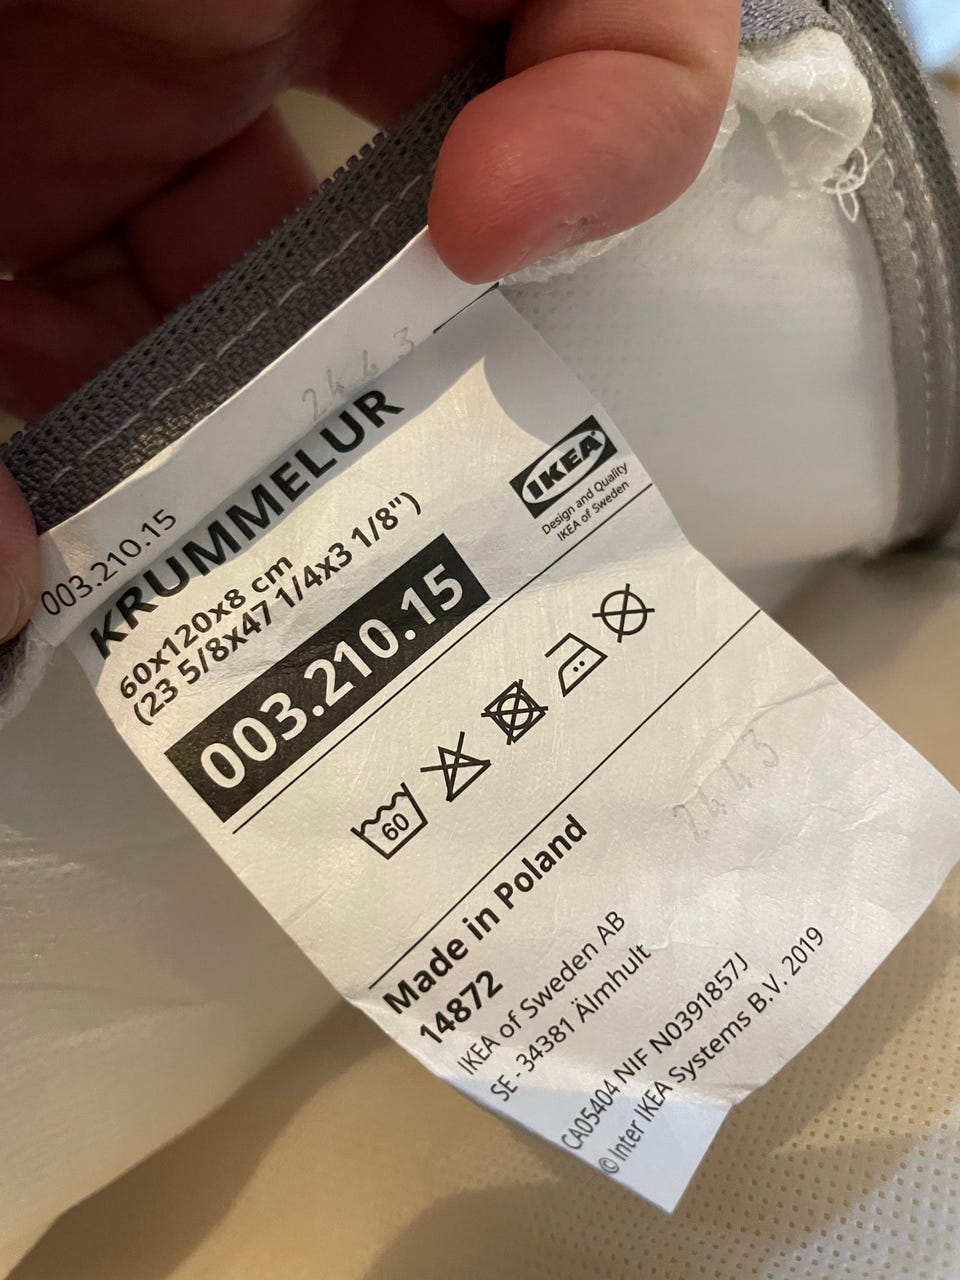 2443
003.210.15
KRUMMELUR
60x120x8 cm
(23 5/8x47 1/4x3 1/8")
003.210.15
IKEA®
Design and Quality
IKEA of Sweden
60
2443
Made in Poland
14872
IKEA of Sweden AB
SE - 34381 Älmhult
CA05404 NIF N0391857J
© Inter IKEA Systems B.V. 2019